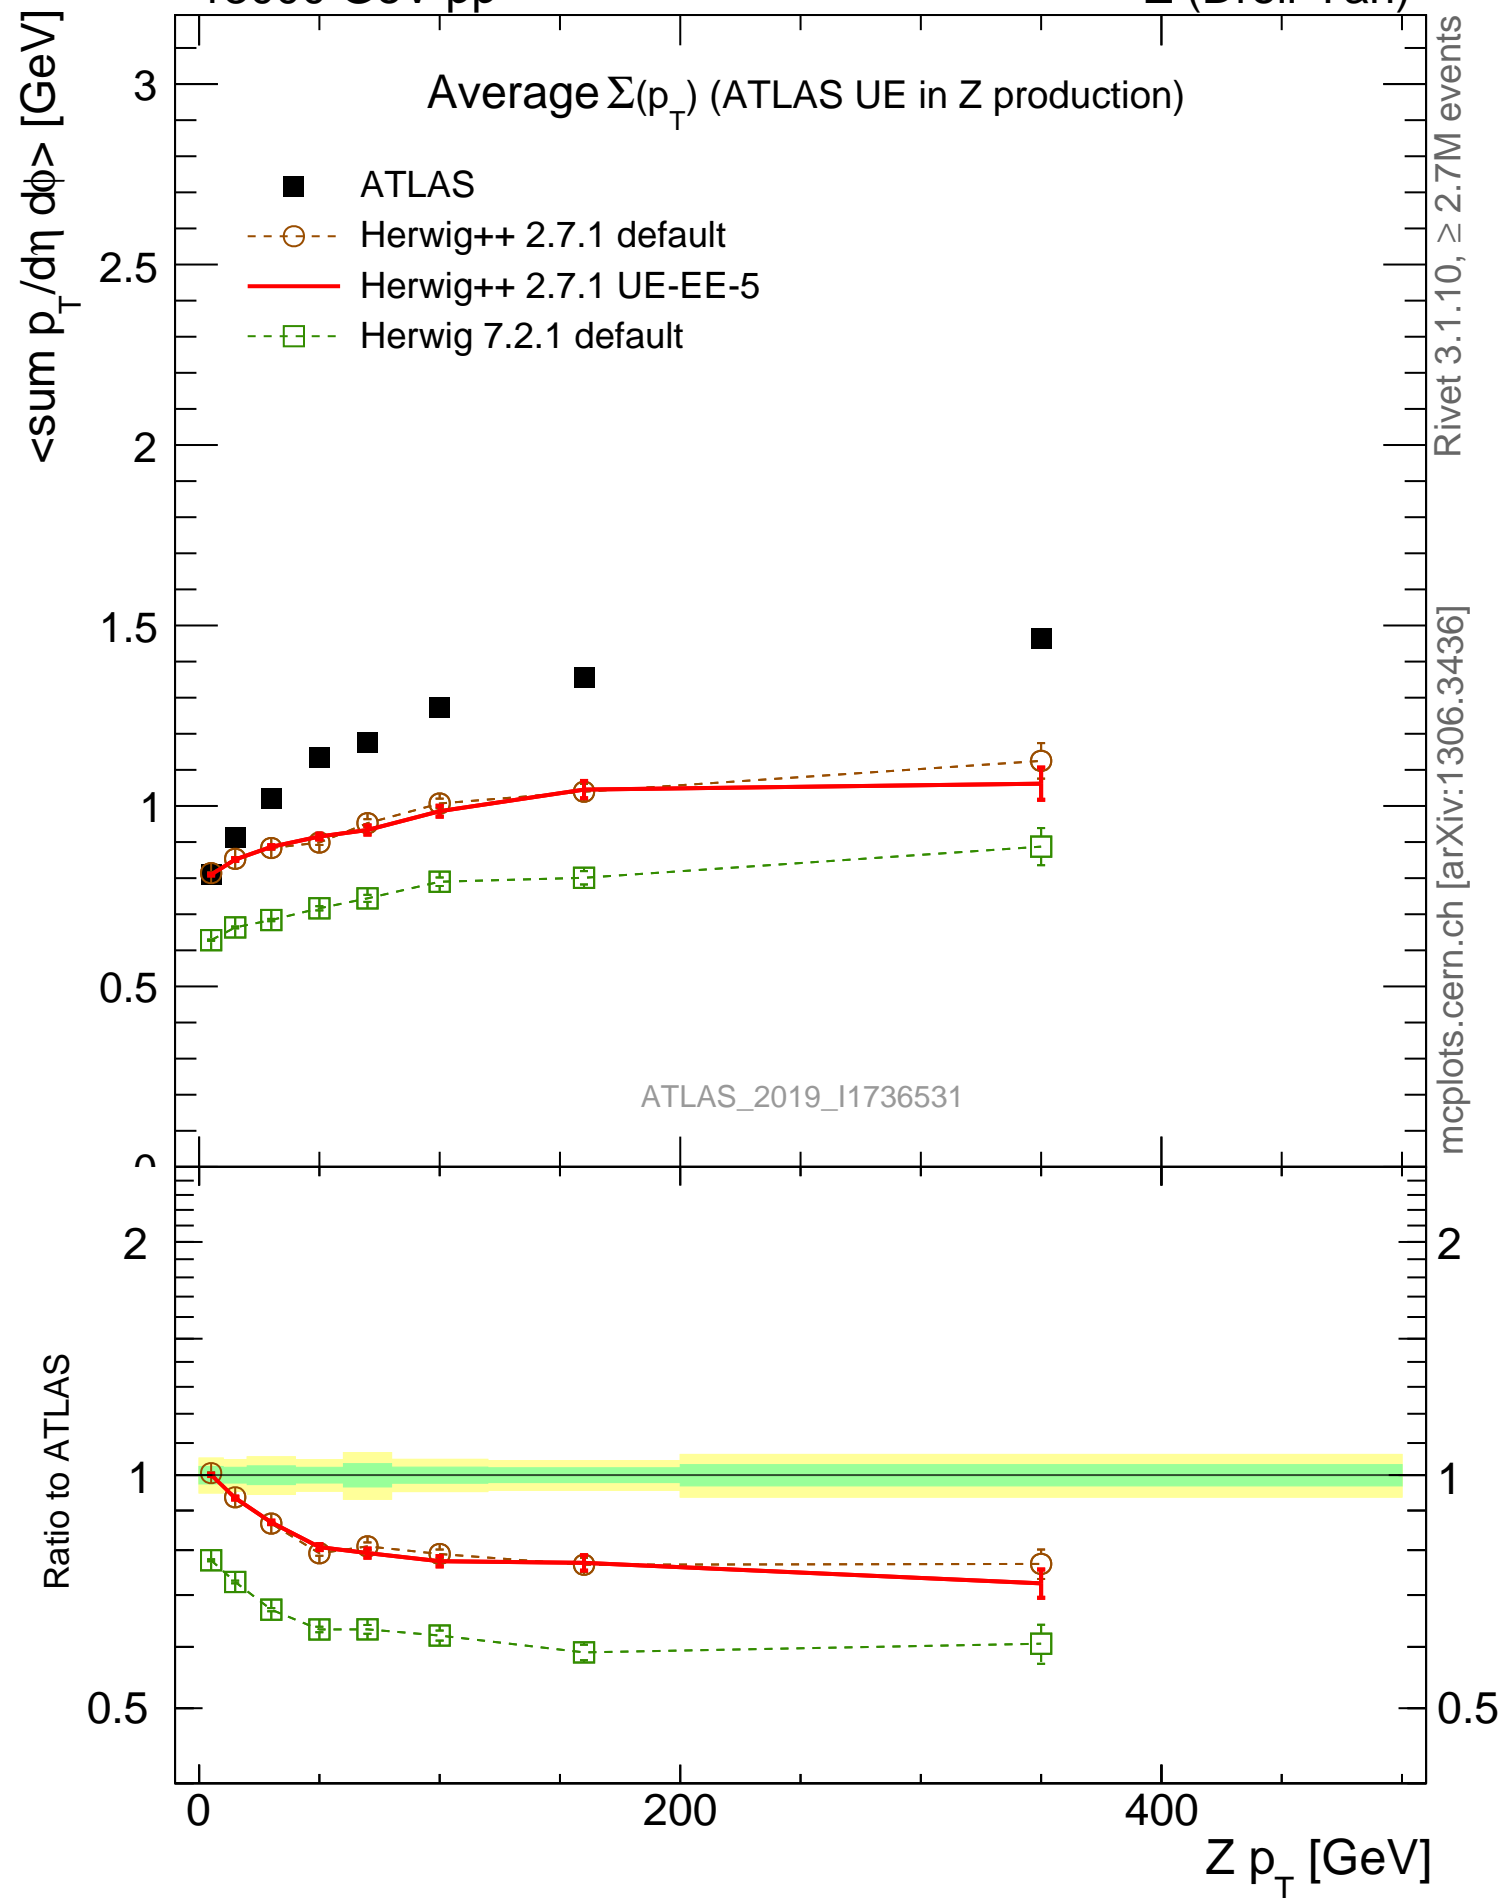 Average Σ(p_T) (ATLAS UE in Z production)
ATLAS
Herwig++ 2.7.1 default
Herwig++ 2.7.1 UE-EE-5
Herwig 7.2.1 default
<sum p_T/dη dϕ> [GeV]
3
2.5
2
1.5
1
0.5
0
ATLAS_2019_I1736531
Rivet 3.1.10, ≥ 2.7M events
mcplots.cern.ch [arXiv:1306.3436]
Ratio to ATLAS
2
1
0.5
2
1
0.5
0
200
400
Z p_T [GeV]